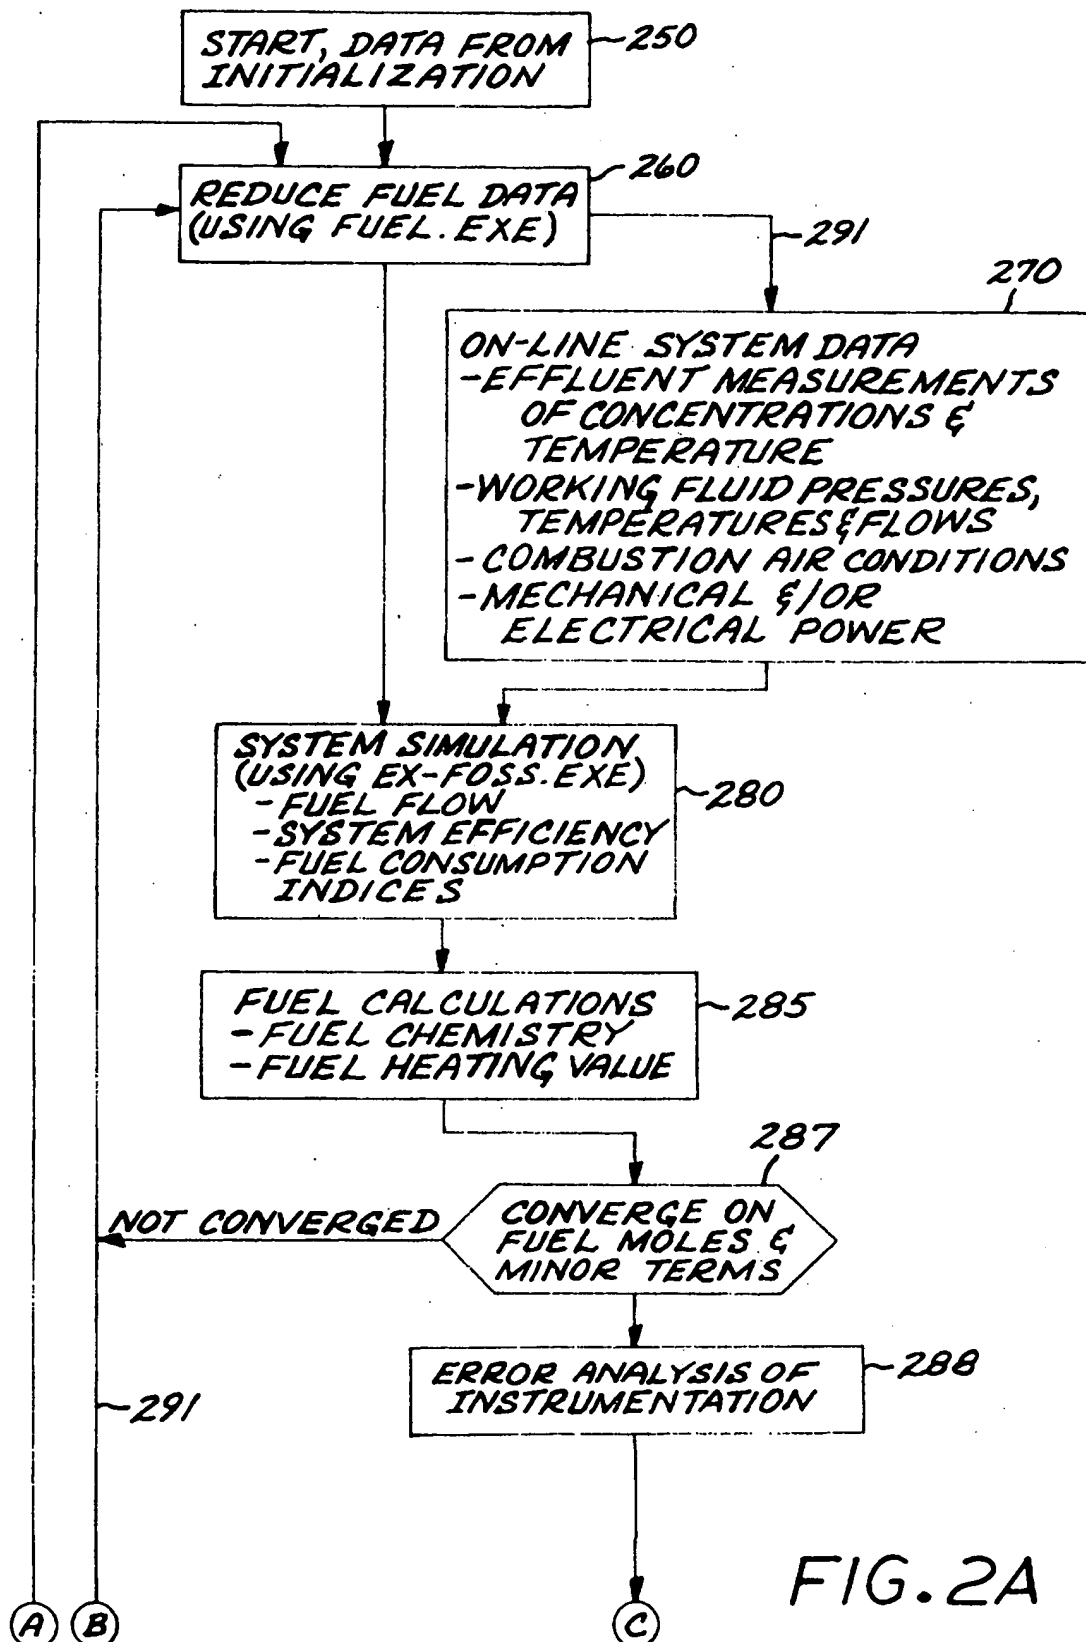 START, DATA FROM
INITIALIZATION
250
REDUCE FUEL DATA
(USING FUEL.EXE)
260
291
270
ON-LINE SYSTEM DATA
-EFFLUENT MEASUREMENTS
OF CONCENTRATIONS &
TEMPERATURE
-WORKING FLUID PRESSURES,
TEMPERATURES & FLOWS
- COMBUSTION AIR CONDITIONS
- MECHANICAL &/OR
ELECTRICAL POWER
SYSTEM SIMULATION
(USING EX-FOSS.EXE)
- FUEL FLOW
- SYSTEM EFFICIENCY
- FUEL CONSUMPTION
INDICES
280
FUEL CALCULATIONS
- FUEL CHEMISTRY
- FUEL HEATING VALUE
285
287
NOT CONVERGED
CONVERGE ON
FUEL MOLES &
MINOR TERMS
ERROR ANALYSIS OF
INSTRUMENTATION
288
291
A B C
FIG. 2A